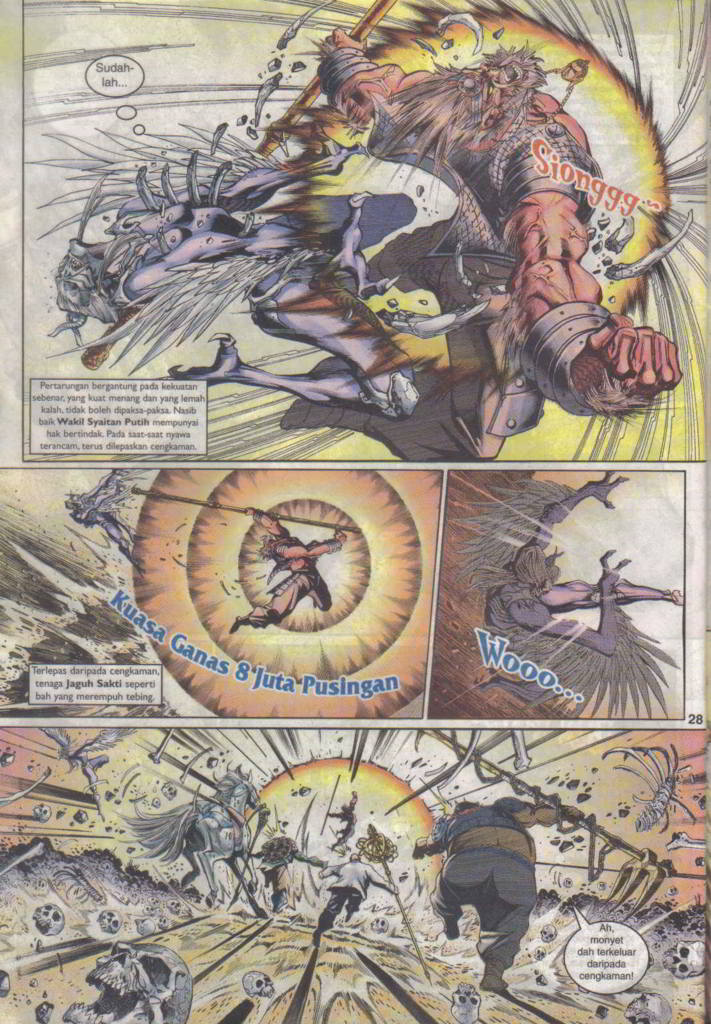 Sudah-
lah...
Sionggg~
Pertarungan bergantung pada kekuatan
sebenar, yang kuat menang dan yang lemah
kalah, tidak boleh dipaksa-paksa. Nasib
baik Wakil Syaitan Putih mempunyai
hak bertindak. Pada saat-saat nyawa
terancam, terus dilepaskan cengkaman.
Kuasa Ganas 8 Juta Pusingan
Terlepas daripada cengkaman,
tenaga Jaguh Sakti seperti
bah yang merempuh tebing.
Wooo...
28
Ah,
monyet
dah terkeluar
daripada
cengkaman!